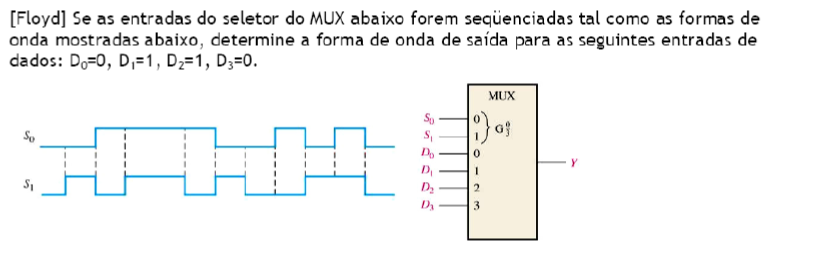 [Floyd] Se as entradas do seletor do MUX abaixo forem seqüenciadas tal como as formas de
onda mostradas abaixo, determine a forma de onda de saída para as seguintes entradas de
dados: D₀=0, D₁=1, D₂=1, D₃=0.
MUX
S₀
S₁
S₀ 0
S₁ 1
G 0/3
D₀ 0
D₁ 1
D₂ 2
D₃ 3
Y